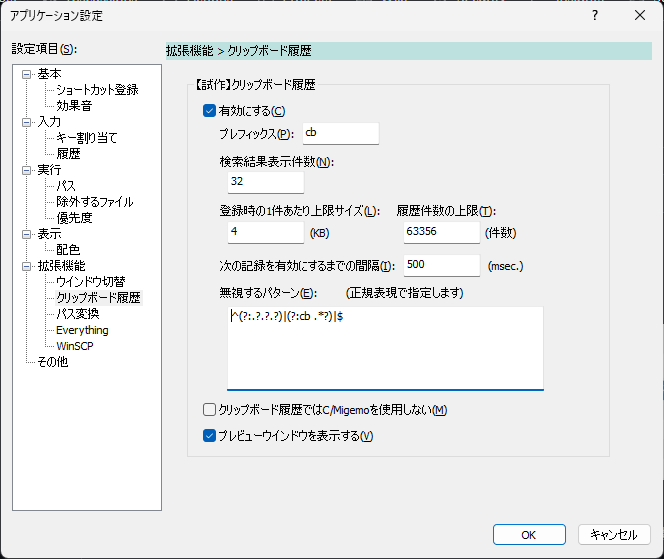 アプリケーション設定
設定項目(S):
基本
ショートカット登録
効果音
入力
キー割り当て
履歴
実行
パス
除外するファイル
優先度
表示
配色
拡張機能
ウインドウ切替
クリップボード履歴
パス変換
Everything
WinSCP
その他
拡張機能 > クリップボード履歴
【試作】クリップボード履歴
有効にする(C)
プレフィックス(P): cb
検索結果表示件数(N):
32
登録時の1件あたり上限サイズ(L): 履歴件数の上限(T):
4 (KB) 63356 (件数)
次の記録を有効にするまでの間隔(I): 500 (msec.)
無視するパターン(E): (正規表現で指定します)
^(?:.?.?.?)|(?:cb .*?)|$
クリップボード履歴ではC/Migemoを使用しない(M)
プレビューウインドウを表示する(V)
OK キャンセル